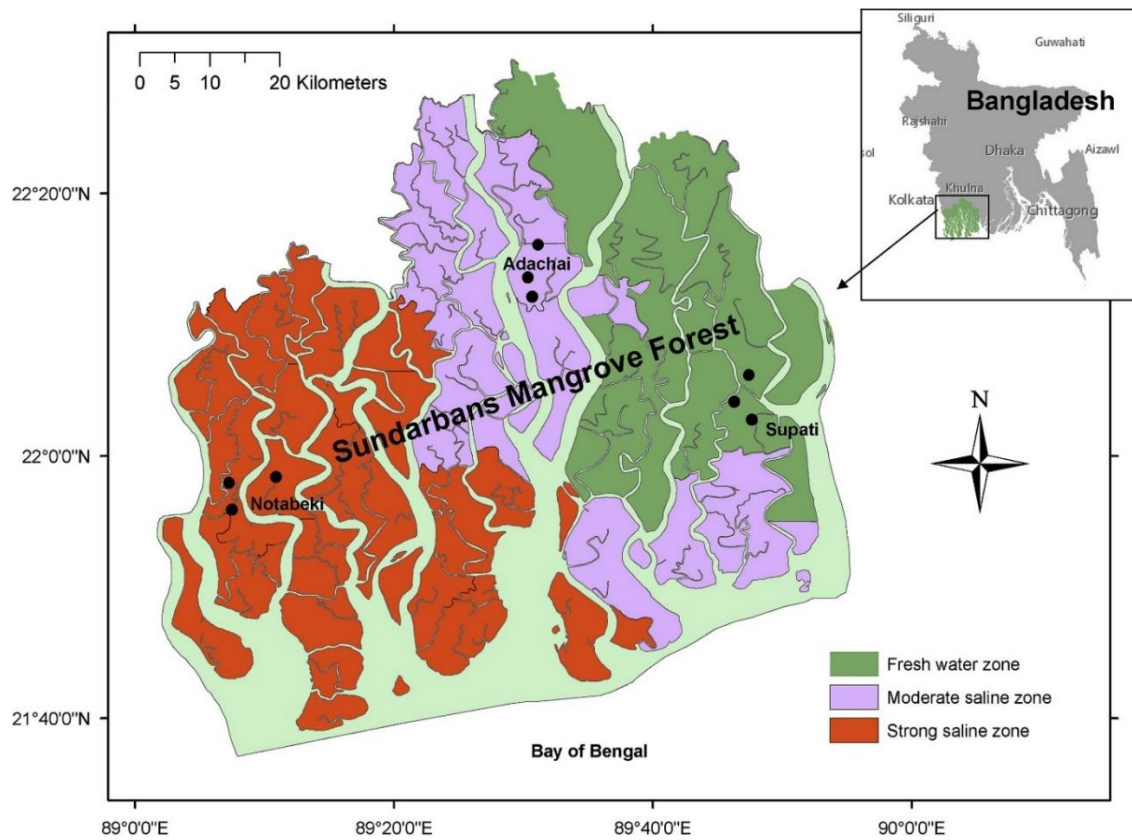 Siliguri
Guwahati
Bangladesh
Rajshahi
sol
Dhaka
Aizawl
Khulna
Kolkata
Chittagong
0 5 10 20 Kilometers
22°20'0"N
22°0'0"N
21°40'0"N
Adachai
Sundarbans Mangrove Forest
Supati
Notabeki
N
Fresh water zone
Moderate saline zone
Strong saline zone
Bay of Bengal
89°0'0"E 89°20'0"E 89°40'0"E 90°0'0"E